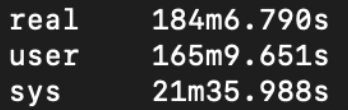 real 184m6.790s
user 165m9.651s
sys 21m35.988s